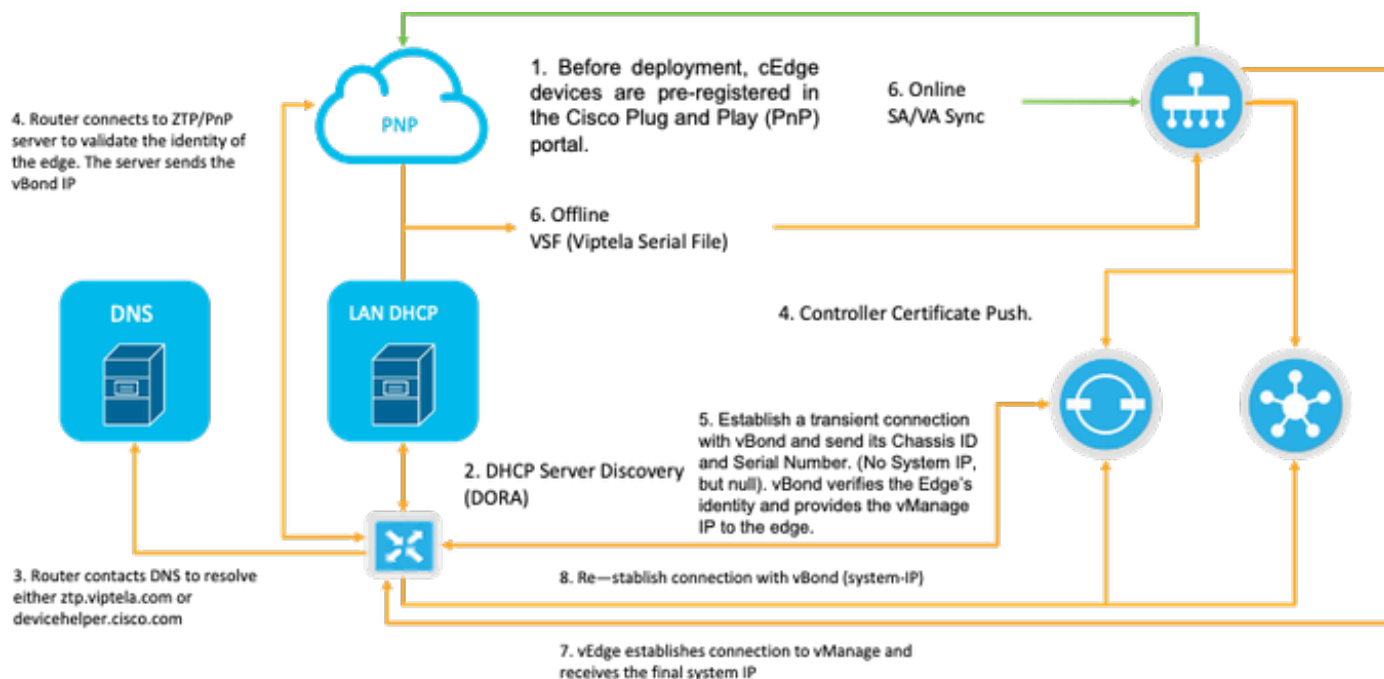 4. Router connects to ZTP/PnP
server to validate the identity of
the edge. The server sends the
vBond IP
PNP
1. Before deployment, cEdge
devices are pre-registered in
the Cisco Plug and Play (PnP)
portal.
6. Online
SA/VA Sync
6. Offline
VSF (Viptela Serial File)
DNS
LAN DHCP
4. Controller Certificate Push.
2. DHCP Server Discovery
(DORA)
5. Establish a transient connection
with vBond and send its Chassis ID
and Serial Number. (No System IP,
but null). vBond verifies the Edge's
identity and provides the vManage
IP to the edge.
3. Router contacts DNS to resolve
either ztp.viptela.com or
devicehelper.cisco.com
8. Re—stablish connection with vBond (system-IP)
7. vEdge establishes connection to vManage and
receives the final system IP